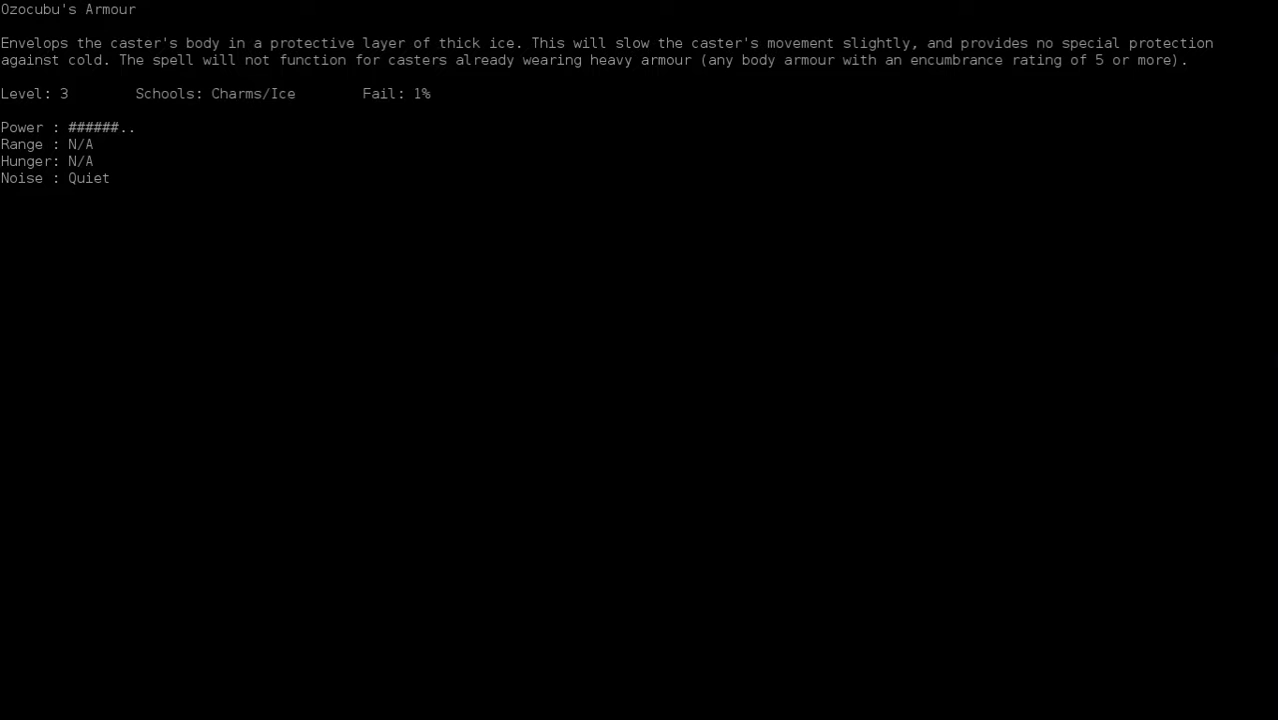 Ozocubu's Armour
Envelops the caster's body in a protective layer of thick ice. This will slow the caster's movement slightly, and provides no special protection
against cold. The spell will not function for casters already wearing heavy armour (any body armour with an encumbrance rating of 5 or more).
Level: 3        Schools: Charms/Ice        Fail: 1%
Power : ######..
Range : N/A
Hunger: N/A
Noise : Quiet